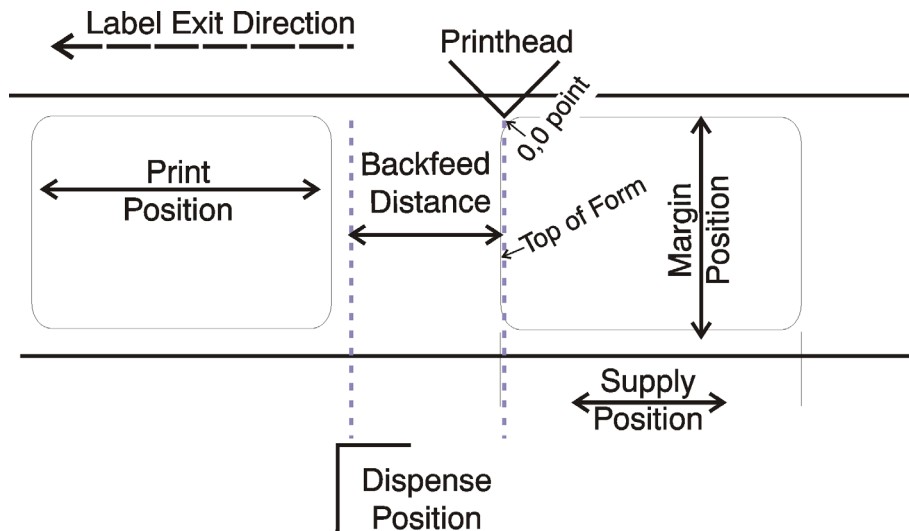 Label Exit Direction
Printhead
0,0 point
Print
Position
Backfeed
Distance
Top of Form
Margin
Position
Supply
Position
Dispense
Position